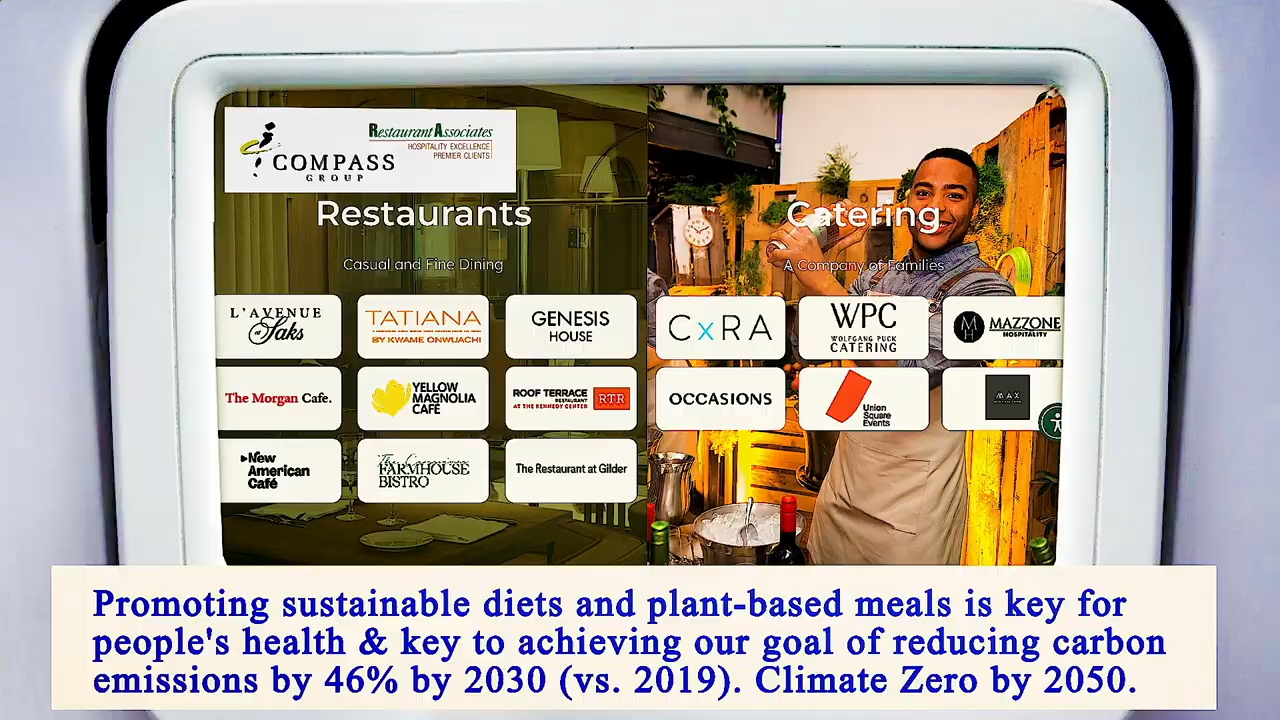 COMPASS
GROUP
Restaurant Associates
HOSPITALITY EXCELLENCE
PREMIER CLIENTS
Restaurants
Casual and Fine Dining
L'AVENUE
at Saks
TATIANA
BY KWAME ONWUACHI
GENESIS
HOUSE
The Morgan Cafe.
YELLOW
MAGNOLIA
CAFÉ
ROOF TERRACE
RESTAURANT
AT THE KENNEDY CENTER
RTR
New
American
Café
FARMHOUSE
BISTRO
The Restaurant at Gilder
Catering
A Company of Families
CxRA
WPC
WOLFGANG PUCK
CATERING
M
H
MAZZONE
HOSPITALITY
OCCASIONS
Union
Square
Events
MAX
Promoting sustainable diets and plant-based meals is key for
people's health & key to achieving our goal of reducing carbon
emissions by 46% by 2030 (vs. 2019). Climate Zero by 2050.